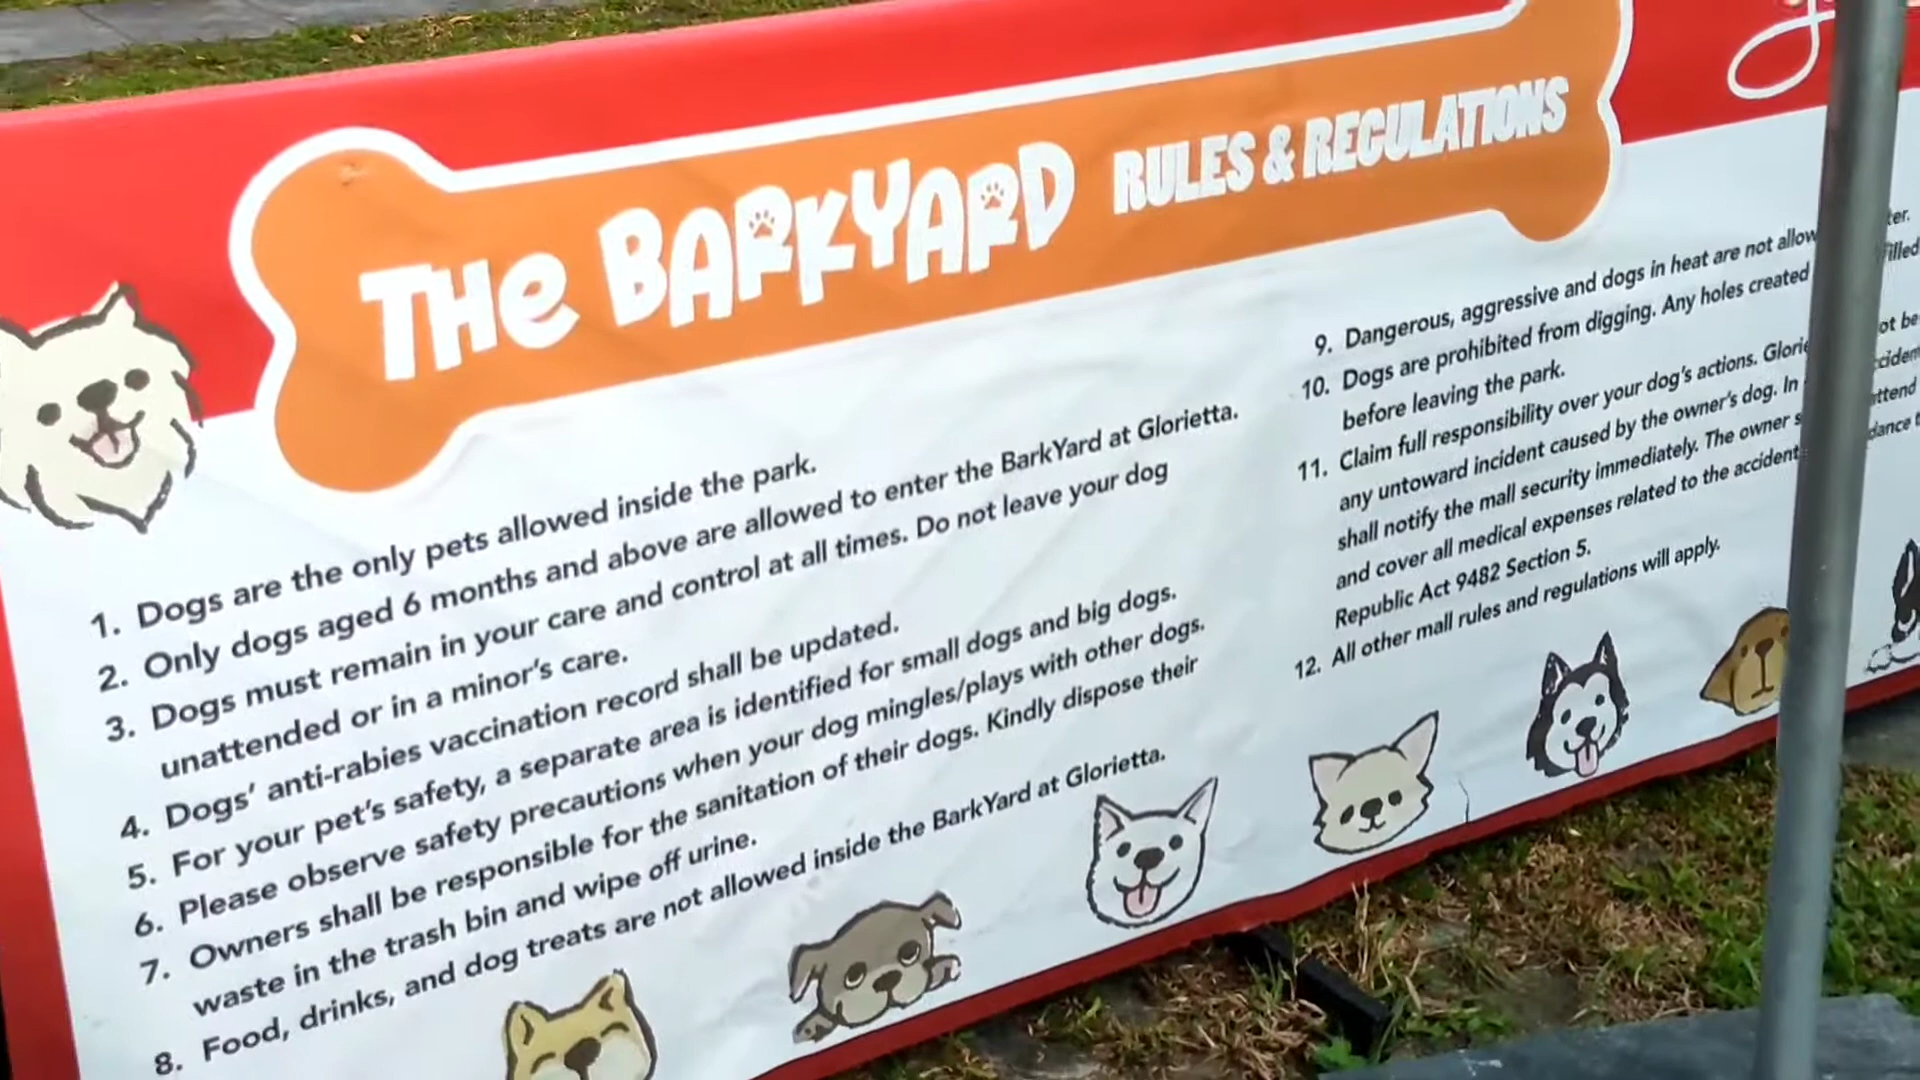 THE BARKYARD RULES & REGULATIONS
1. Dogs are the only pets allowed inside the park.
2. Only dogs aged 6 months and above are allowed to enter the BarkYard at Glorietta.
3. Dogs must remain in your care and control at all times. Do not leave your dog
unattended or in a minor's care.
4. Dogs' anti-rabies vaccination record shall be updated.
5. For your pet's safety, a separate area is identified for small dogs and big dogs.
6. Please observe safety precautions when your dog mingles/plays with other dogs.
7. Owners shall be responsible for the sanitation of their dogs. Kindly dispose their
waste in the trash bin and wipe off urine.
8. Food, drinks, and dog treats are not allowed inside the BarkYard at Glorietta.
9. Dangerous, aggressive and dogs in heat are not allow
10. Dogs are prohibited from digging. Any holes created
before leaving the park.
11. Claim full responsibility over your dog's actions. Glorie
any untoward incident caused by the owner's dog. In
shall notify the mall security immediately. The owner
and cover all medical expenses related to the accident
Republic Act 9482 Section 5.
12. All other mall rules and regulations will apply.